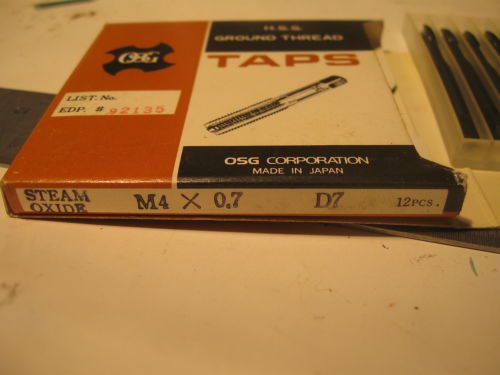 H.S.S.
GROUND THREAD
TAPS
OSG
LIST. No.
EDP. # 92135
OSG CORPORATION
MADE IN JAPAN
STEAM
OXIDE
M4 X 0.7 D7 12PCS.